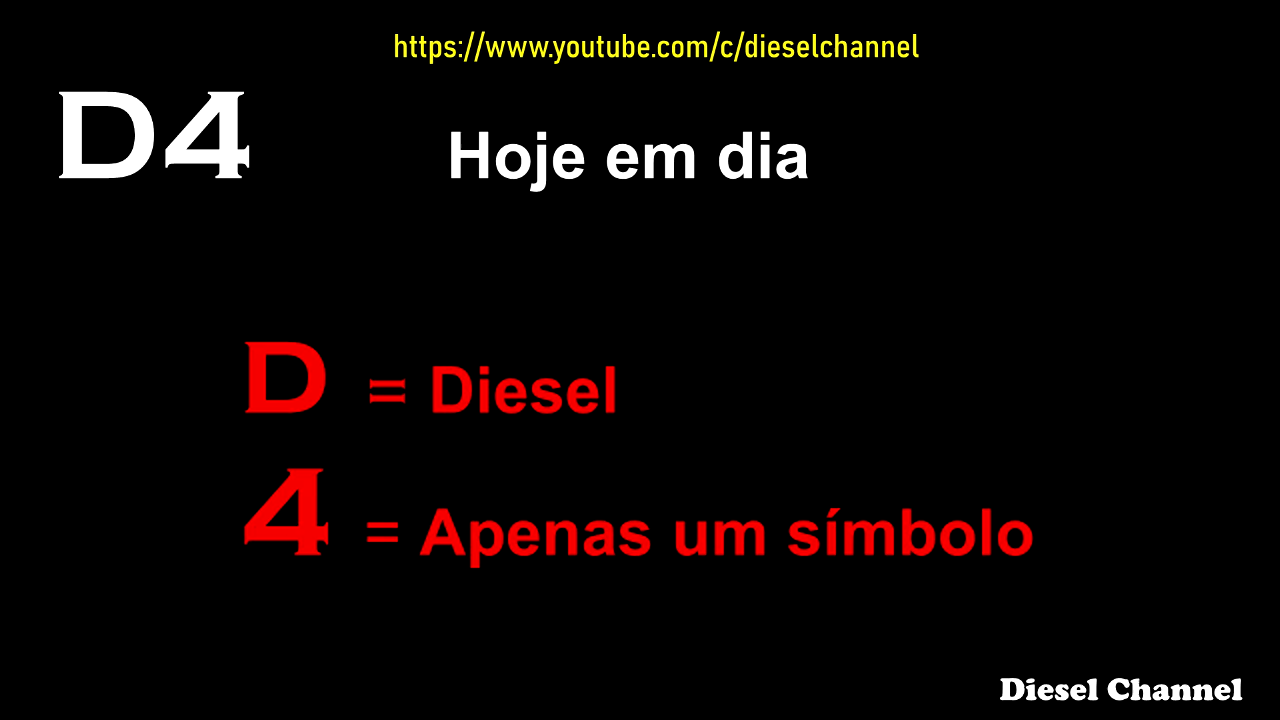 https://www.youtube.com/c/dieselchannel
D4 Hoje em dia
D = Diesel
4 = Apenas um símbolo
Diesel Channel